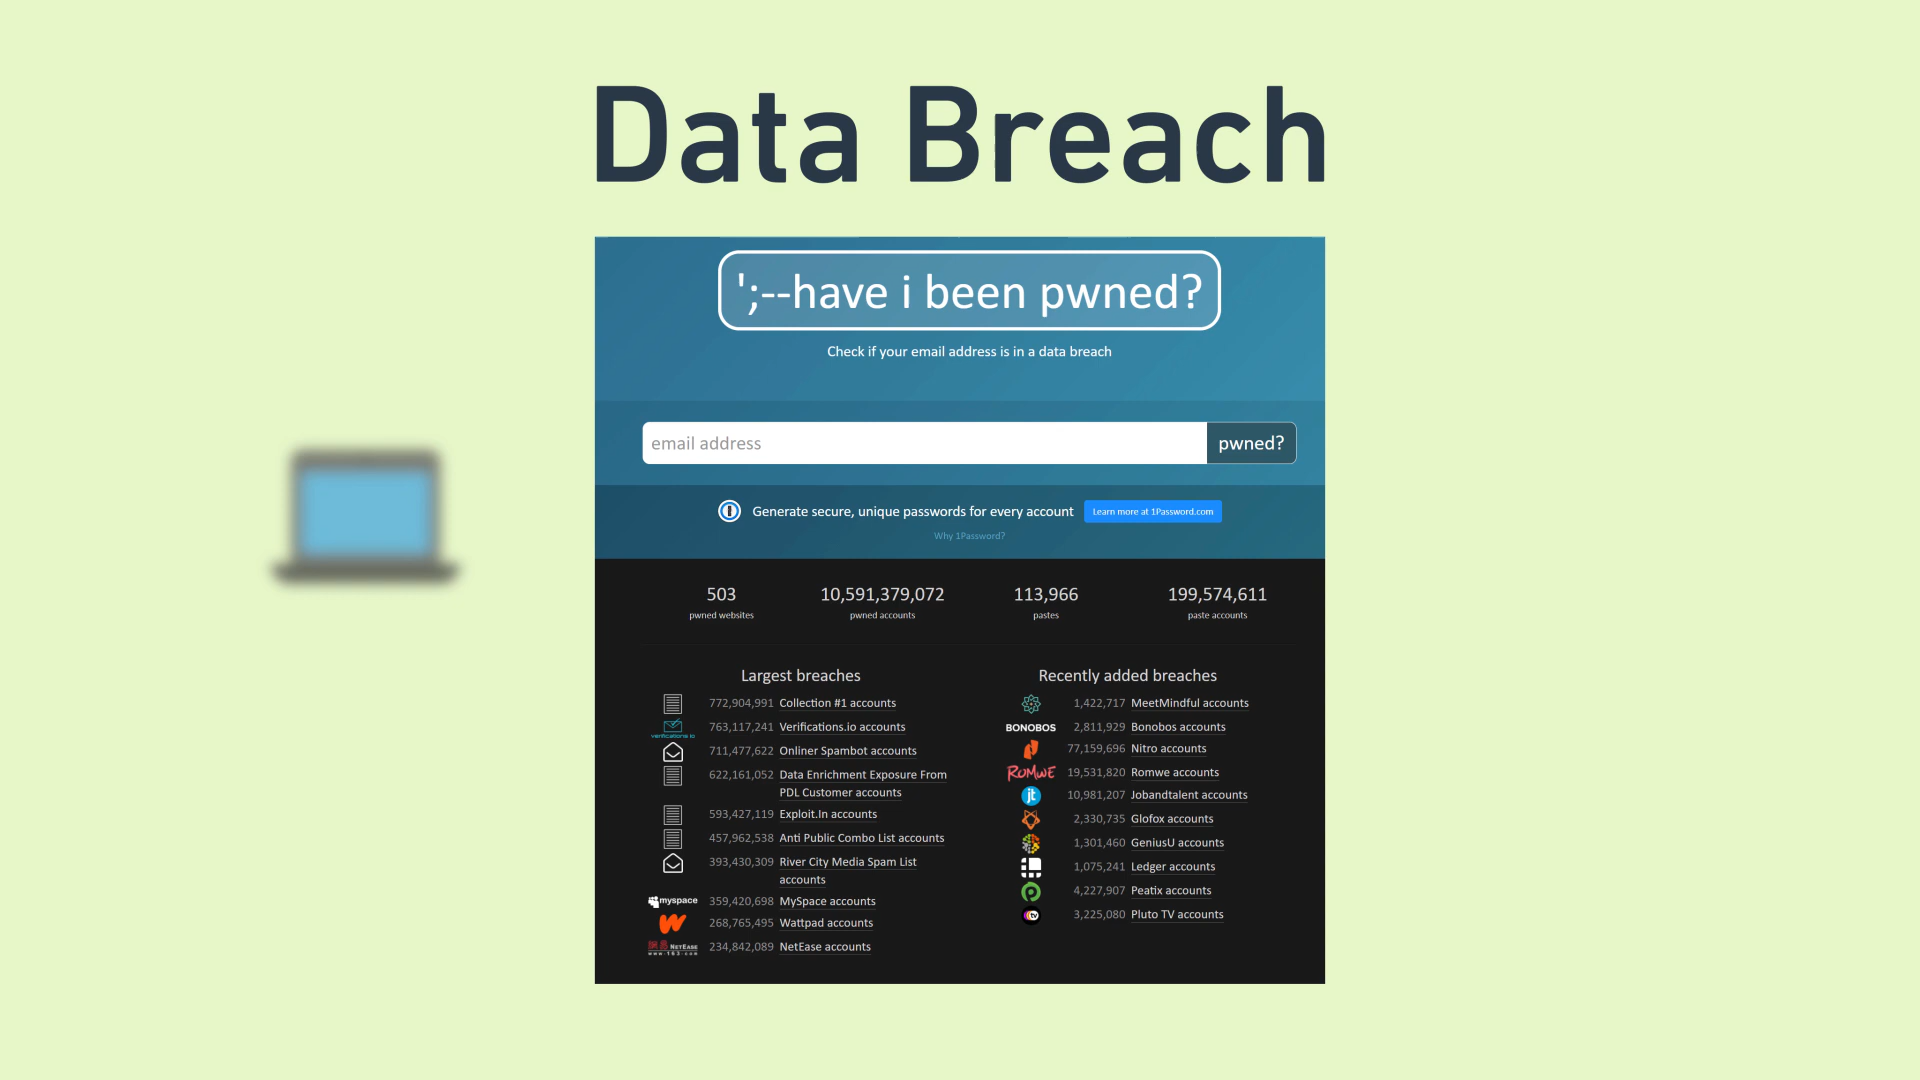 Data Breach
';--have i been pwned?
Check if your email address is in a data breach
email address
pwned?
Generate secure, unique passwords for every account
Learn more at 1Password.com
Why 1Password?
503
pwned websites
10,591,379,072
pwned accounts
113,966
pastes
199,574,611
paste accounts
Largest breaches
772,904,991 Collection #1 accounts
verifications io
763,117,241 Verifications.io accounts
711,477,622 Onliner Spambot accounts
622,161,052 Data Enrichment Exposure From
PDL Customer accounts
593,427,119 Exploit.In accounts
457,962,538 Anti Public Combo List accounts
393,430,309 River City Media Spam List
accounts
myspace 359,420,698 MySpace accounts
268,765,495 Wattpad accounts
NETEASE 234,842,089 NetEase accounts
www.163.com
Recently added breaches
1,422,717 MeetMindful accounts
BONOBOS 2,811,929 Bonobos accounts
77,159,696 Nitro accounts
ROMWE 19,531,820 Romwe accounts
jt 10,981,207 Jobandtalent accounts
2,330,735 Glofox accounts
1,301,460 GeniusU accounts
1,075,241 Ledger accounts
4,227,907 Peatix accounts
tv 3,225,080 Pluto TV accounts